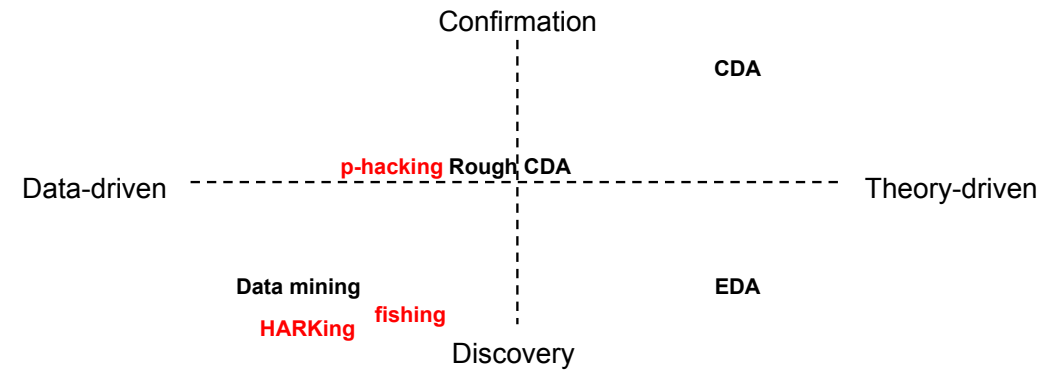 Confirmation
CDA
p-hacking Rough CDA
Data-driven
Theory-driven
Data mining
EDA
fishing
HARKing
Discovery